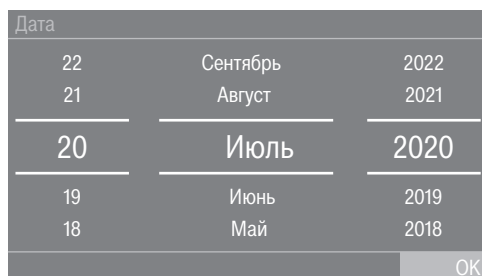 Дата
22 Сентябрь 2022
21 Август 2021
20 Июль 2020
19 Июнь 2019
18 Май 2018
OK